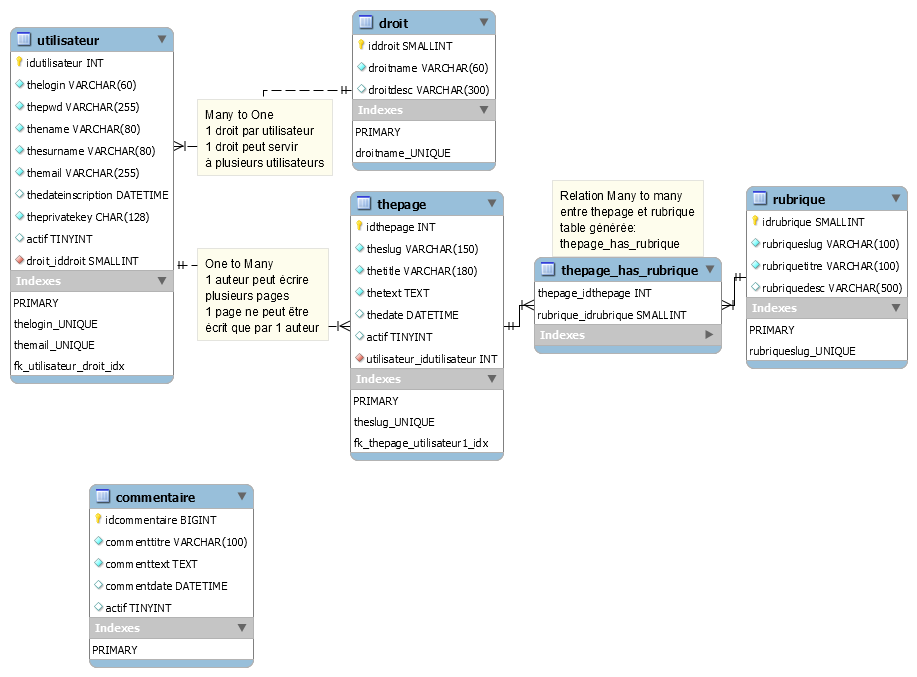 utilisateur
idutilisateur INT
thelogin VARCHAR(60)
thepwd VARCHAR(255)
thename VARCHAR(80)
thesurname VARCHAR(80)
themail VARCHAR(255)
thedateinscription DATETIME
theprivatekey CHAR(128)
actif TINYINT
droit_iddroit SMALLINT
Indexes
PRIMARY
thelogin_UNIQUE
themail_UNIQUE
fk_utilisateur_droit_idx
droit
iddroit SMALLINT
droitname VARCHAR(60)
droitdesc VARCHAR(300)
Indexes
PRIMARY
droitname_UNIQUE
Many to One
1 droit par utilisateur
1 droit peut servir
à plusieurs utilisateurs
One to Many
1 auteur peut écrire
plusieurs pages
1 page ne peut être
écrit que par 1 auteur
thepage
idthepage INT
theslug VARCHAR(150)
thetitle VARCHAR(180)
thetext TEXT
thedate DATETIME
actif TINYINT
utilisateur_idutilisateur INT
Indexes
PRIMARY
theslug_UNIQUE
fk_thepage_utilisateur1_idx
Relation Many to many
entre thepage et rubrique
table générée:
thepage_has_rubrique
thepage_has_rubrique
thepage_idthepage INT
rubrique_idrubrique SMALLINT
Indexes
rubrique
idrubrique SMALLINT
rubriqueslug VARCHAR(100)
rubriquetitre VARCHAR(100)
rubriquedesc VARCHAR(500)
Indexes
PRIMARY
rubriqueslug_UNIQUE
commentaire
idcommentaire BIGINT
commenttitre VARCHAR(100)
commenttext TEXT
commentdate DATETIME
actif TINYINT
Indexes
PRIMARY